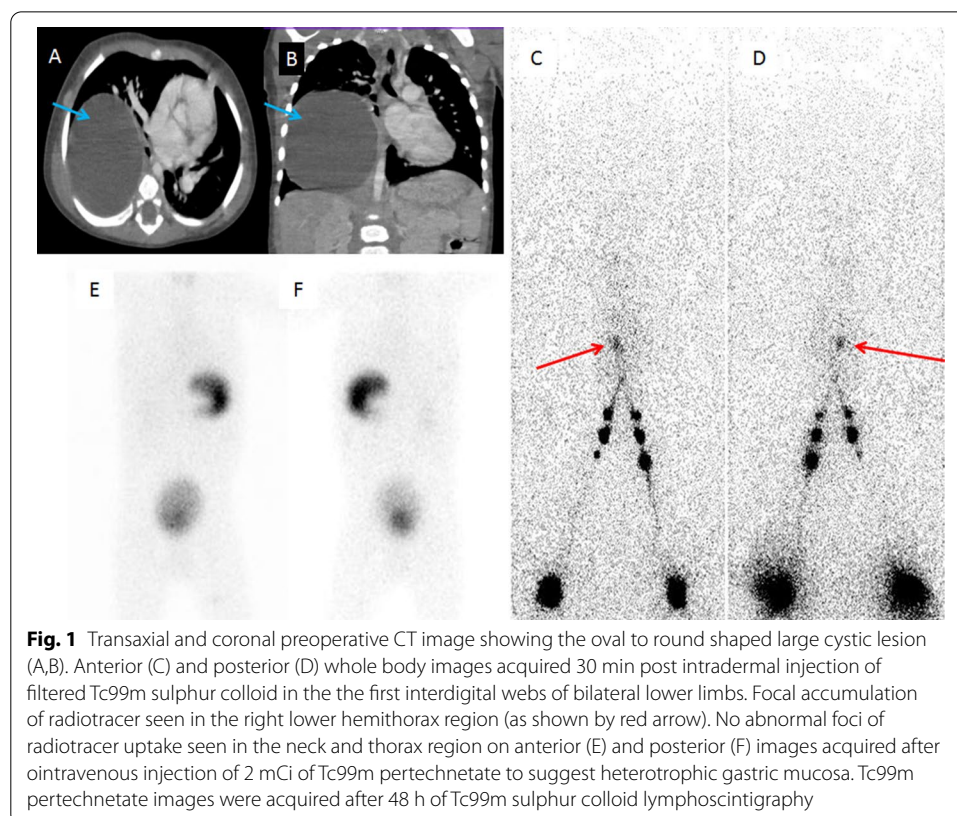 A
B
C
D
E
F
Fig. 1 Transaxial and coronal preoperative CT image showing the oval to round shaped large cystic lesion
(A,B). Anterior (C) and posterior (D) whole body images acquired 30 min post intradermal injection of
filtered Tc99m sulphur colloid in the the first interdigital webs of bilateral lower limbs. Focal accumulation
of radiotracer seen in the right lower hemithorax region (as shown by red arrow). No abnormal foci of
radiotracer uptake seen in the neck and thorax region on anterior (E) and posterior (F) images acquired after
ointravenous injection of 2 mCi of Tc99m pertechnetate to suggest heterotrophic gastric mucosa. Tc99m
pertechnetate images were acquired after 48 h of Tc99m sulphur colloid lymphoscintigraphy